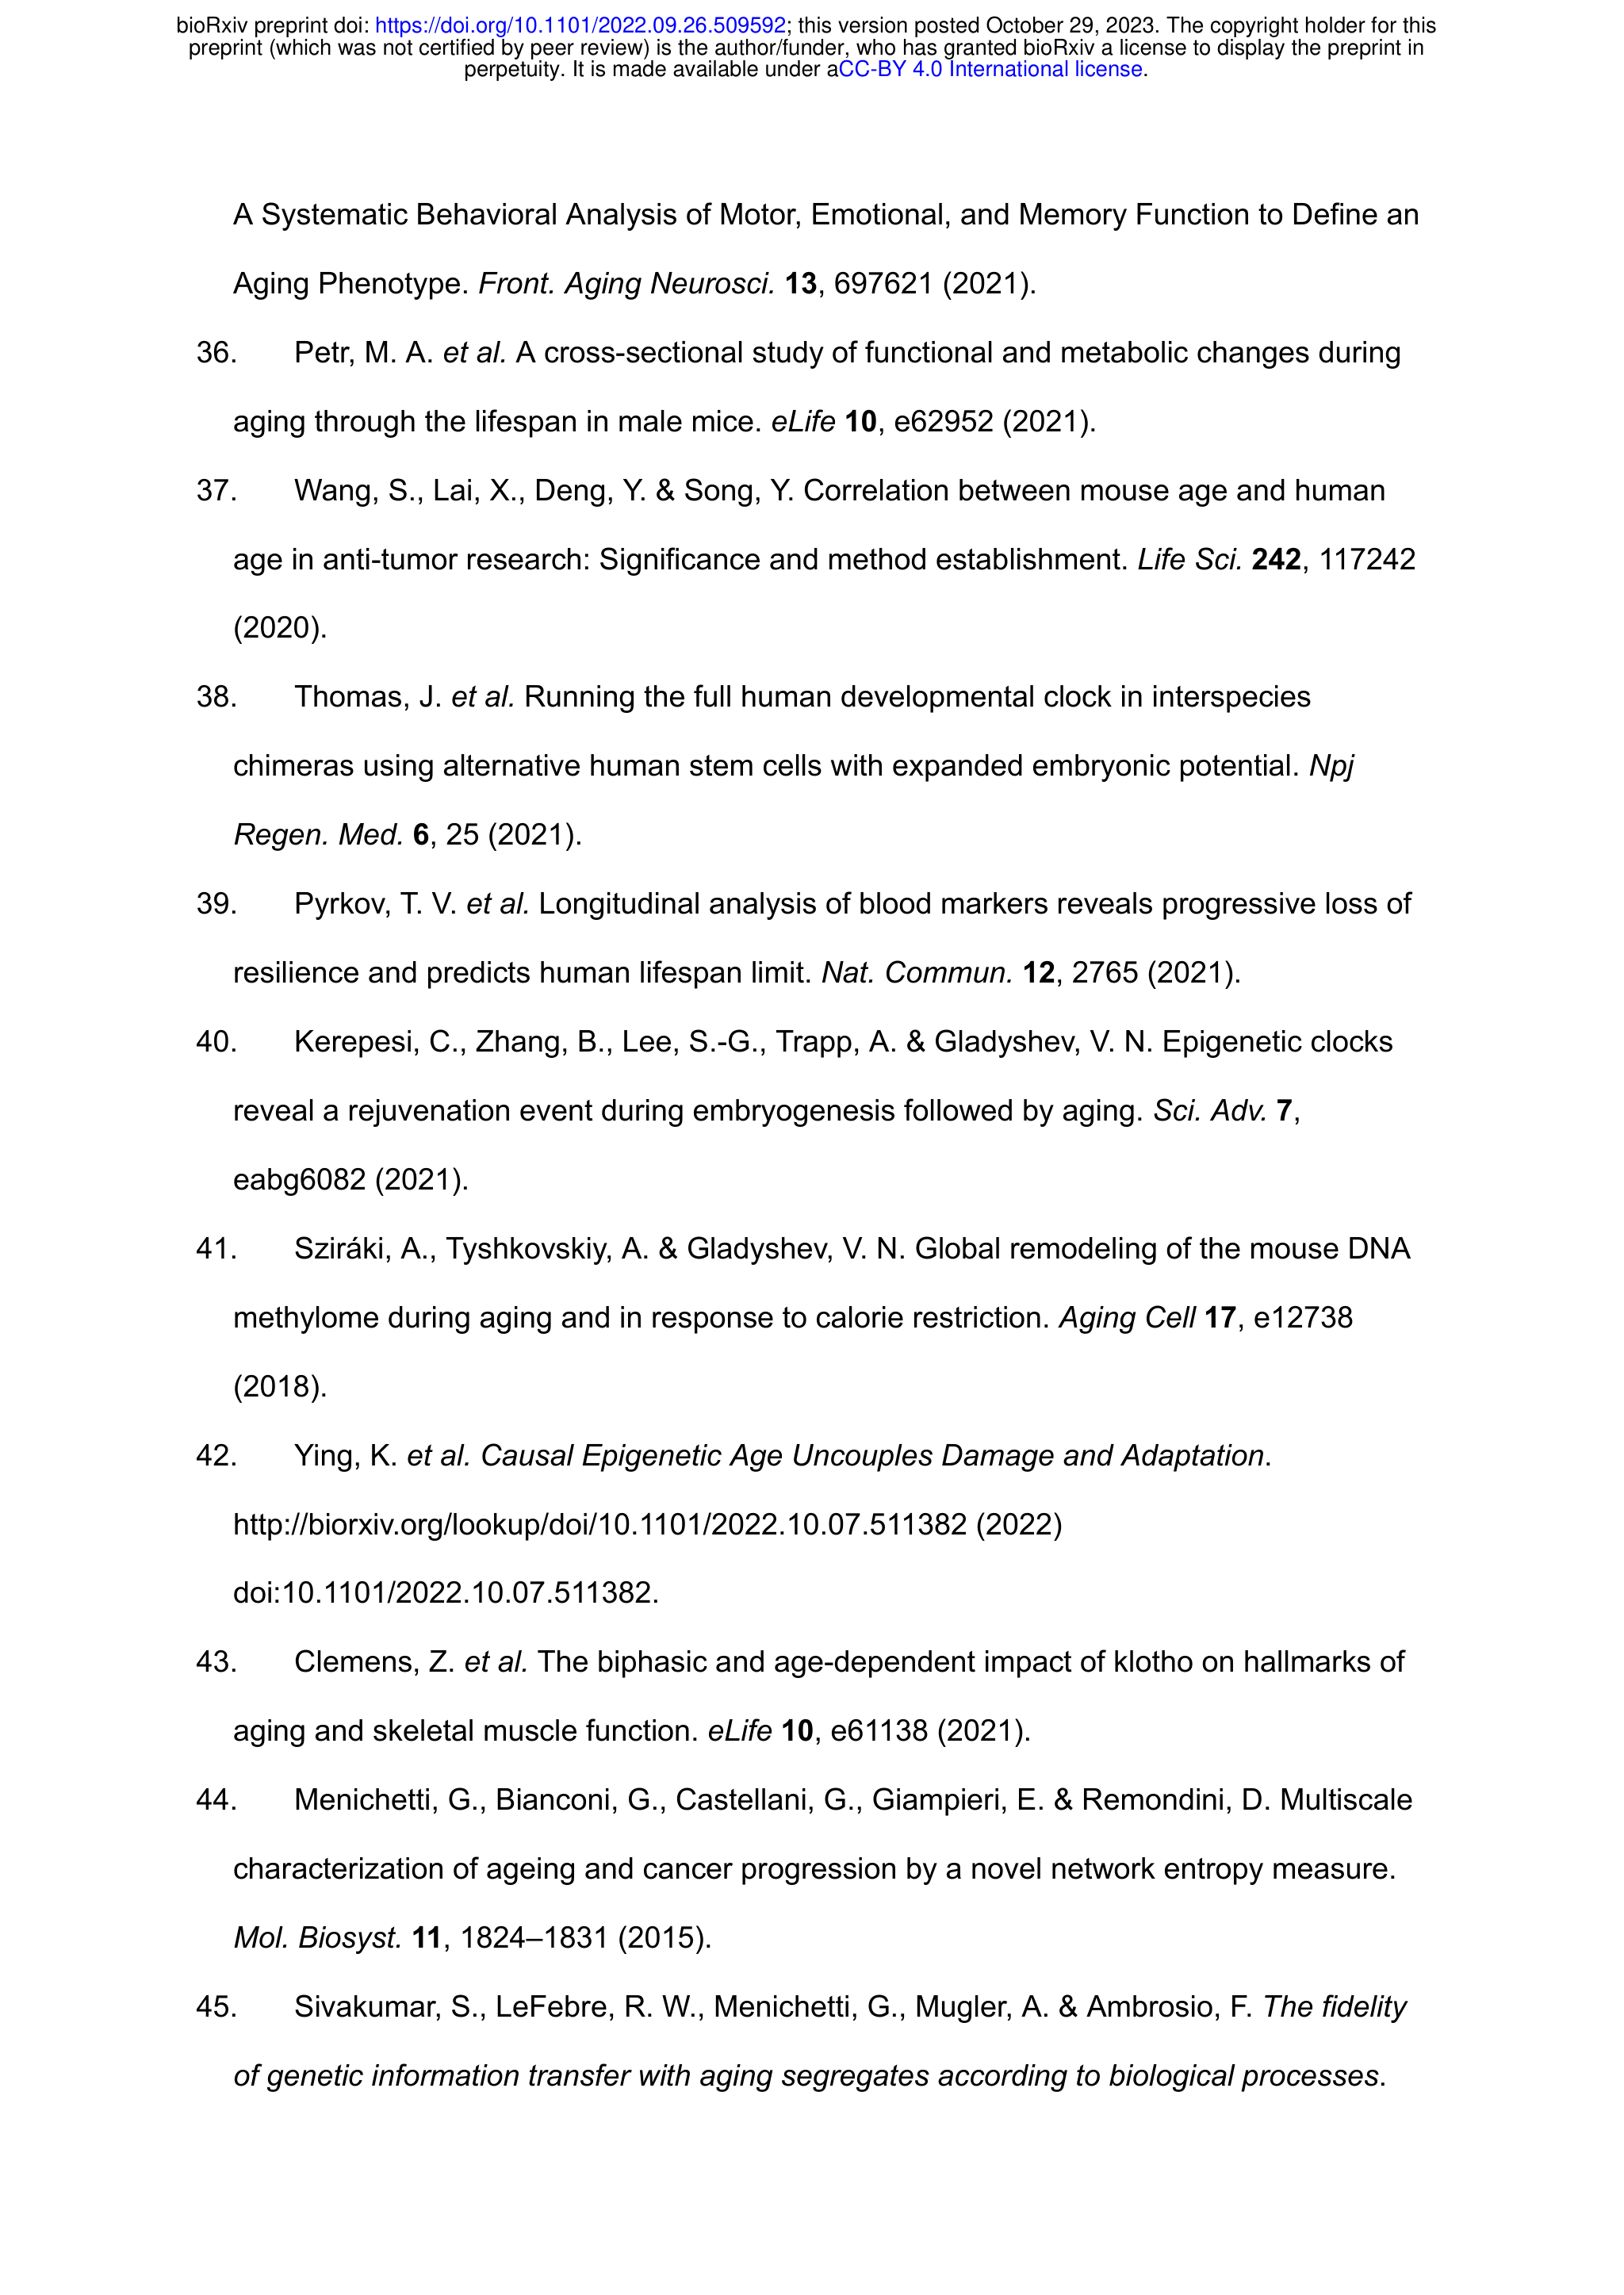 bioRxiv preprint doi: https://doi.org/10.1101/2022.09.26.509592; this version posted October 29, 2023. The copyright holder for this
preprint (which was not certified by peer review) is the author/funder, who has granted bioRxiv a license to display the preprint in
perpetuity. It is made available under aCC-BY 4.0 International license.
A Systematic Behavioral Analysis of Motor, Emotional, and Memory Function to Define an
Aging Phenotype. Front. Aging Neurosci. 13, 697621 (2021).
36. Petr, M. A. et al. A cross-sectional study of functional and metabolic changes during
aging through the lifespan in male mice. eLife 10, e62952 (2021).
37. Wang, S., Lai, X., Deng, Y. & Song, Y. Correlation between mouse age and human
age in anti-tumor research: Significance and method establishment. Life Sci. 242, 117242
(2020).
38. Thomas, J. et al. Running the full human developmental clock in interspecies
chimeras using alternative human stem cells with expanded embryonic potential. Npj
Regen. Med. 6, 25 (2021).
39. Pyrkov, T. V. et al. Longitudinal analysis of blood markers reveals progressive loss of
resilience and predicts human lifespan limit. Nat. Commun. 12, 2765 (2021).
40. Kerepesi, C., Zhang, B., Lee, S.-G., Trapp, A. & Gladyshev, V. N. Epigenetic clocks
reveal a rejuvenation event during embryogenesis followed by aging. Sci. Adv. 7,
eabg6082 (2021).
41. Sziráki, A., Tyshkovskiy, A. & Gladyshev, V. N. Global remodeling of the mouse DNA
methylome during aging and in response to calorie restriction. Aging Cell 17, e12738
(2018).
42. Ying, K. et al. Causal Epigenetic Age Uncouples Damage and Adaptation.
http://biorxiv.org/lookup/doi/10.1101/2022.10.07.511382 (2022)
doi:10.1101/2022.10.07.511382.
43. Clemens, Z. et al. The biphasic and age-dependent impact of klotho on hallmarks of
aging and skeletal muscle function. eLife 10, e61138 (2021).
44. Menichetti, G., Bianconi, G., Castellani, G., Giampieri, E. & Remondini, D. Multiscale
characterization of ageing and cancer progression by a novel network entropy measure.
Mol. Biosyst. 11, 1824–1831 (2015).
45. Sivakumar, S., LeFebre, R. W., Menichetti, G., Mugler, A. & Ambrosio, F. The fidelity
of genetic information transfer with aging segregates according to biological processes.